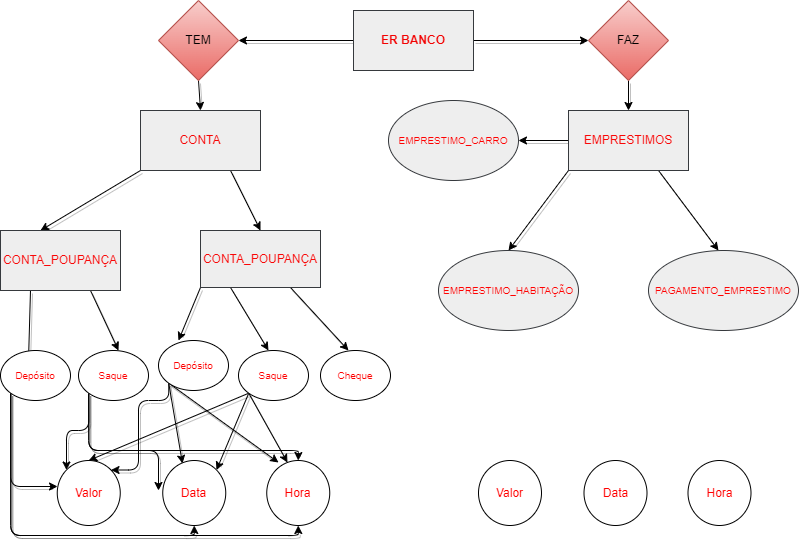 TEM
ER BANCO
FAZ
CONTA
EMPRESTIMO_CARRO
EMPRESTIMOS
CONTA_POUPANÇA
CONTA_POUPANÇA
EMPRESTIMO_HABITAÇÃO
PAGAMENTO_EMPRESTIMO
Depósito
Saque
Depósito
Saque
Cheque
Valor
Data
Hora
Valor
Data
Hora